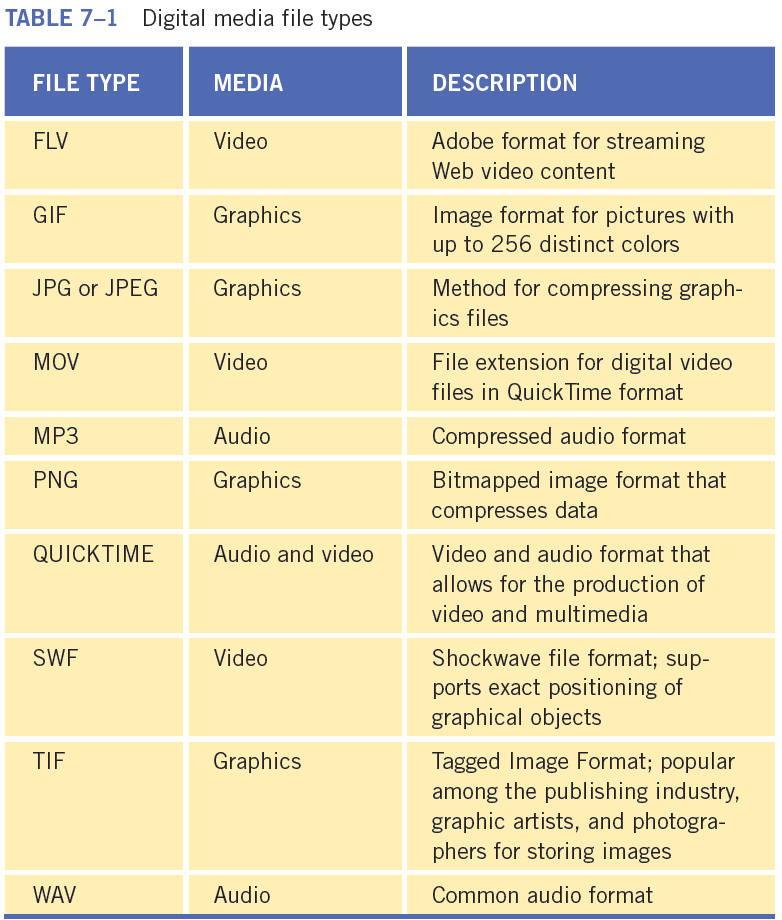 TABLE 7–1 Digital media file types
FILE TYPE MEDIA DESCRIPTION
FLV Video Adobe format for streaming
Web video content
GIF Graphics Image format for pictures with
up to 256 distinct colors
JPG or JPEG Graphics Method for compressing graph-
ics files
MOV Video File extension for digital video
files in QuickTime format
MP3 Audio Compressed audio format
PNG Graphics Bitmapped image format that
compresses data
QUICKTIME Audio and video Video and audio format that
allows for the production of
video and multimedia
SWF Video Shockwave file format; sup-
ports exact positioning of
graphical objects
TIF Graphics Tagged Image Format; popular
among the publishing industry,
graphic artists, and photogra-
phers for storing images
WAV Audio Common audio format